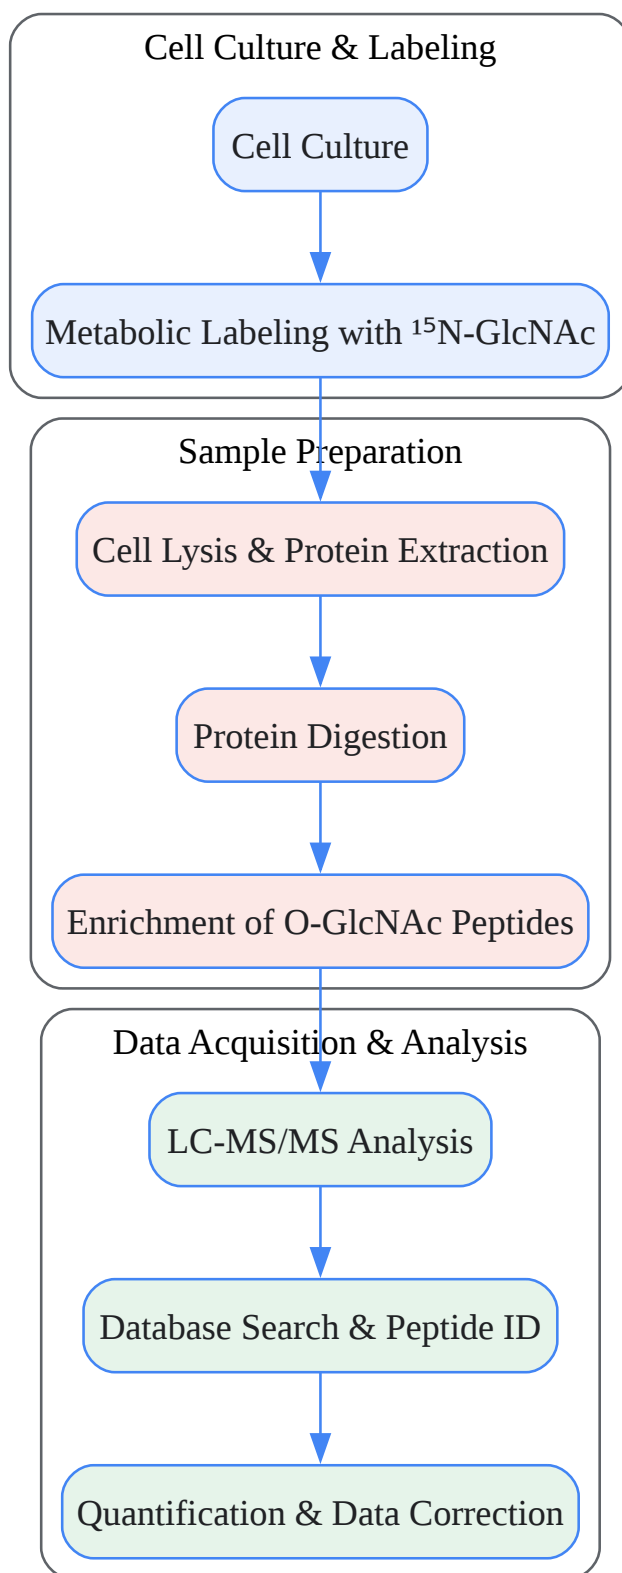 Cell Culture & Labeling
Cell Culture
Metabolic Labeling with ¹⁵N-GlcNAc
Sample Preparation
Cell Lysis & Protein Extraction
Protein Digestion
Enrichment of O-GlcNAc Peptides
Data Acquisition & Analysis
LC-MS/MS Analysis
Database Search & Peptide ID
Quantification & Data Correction